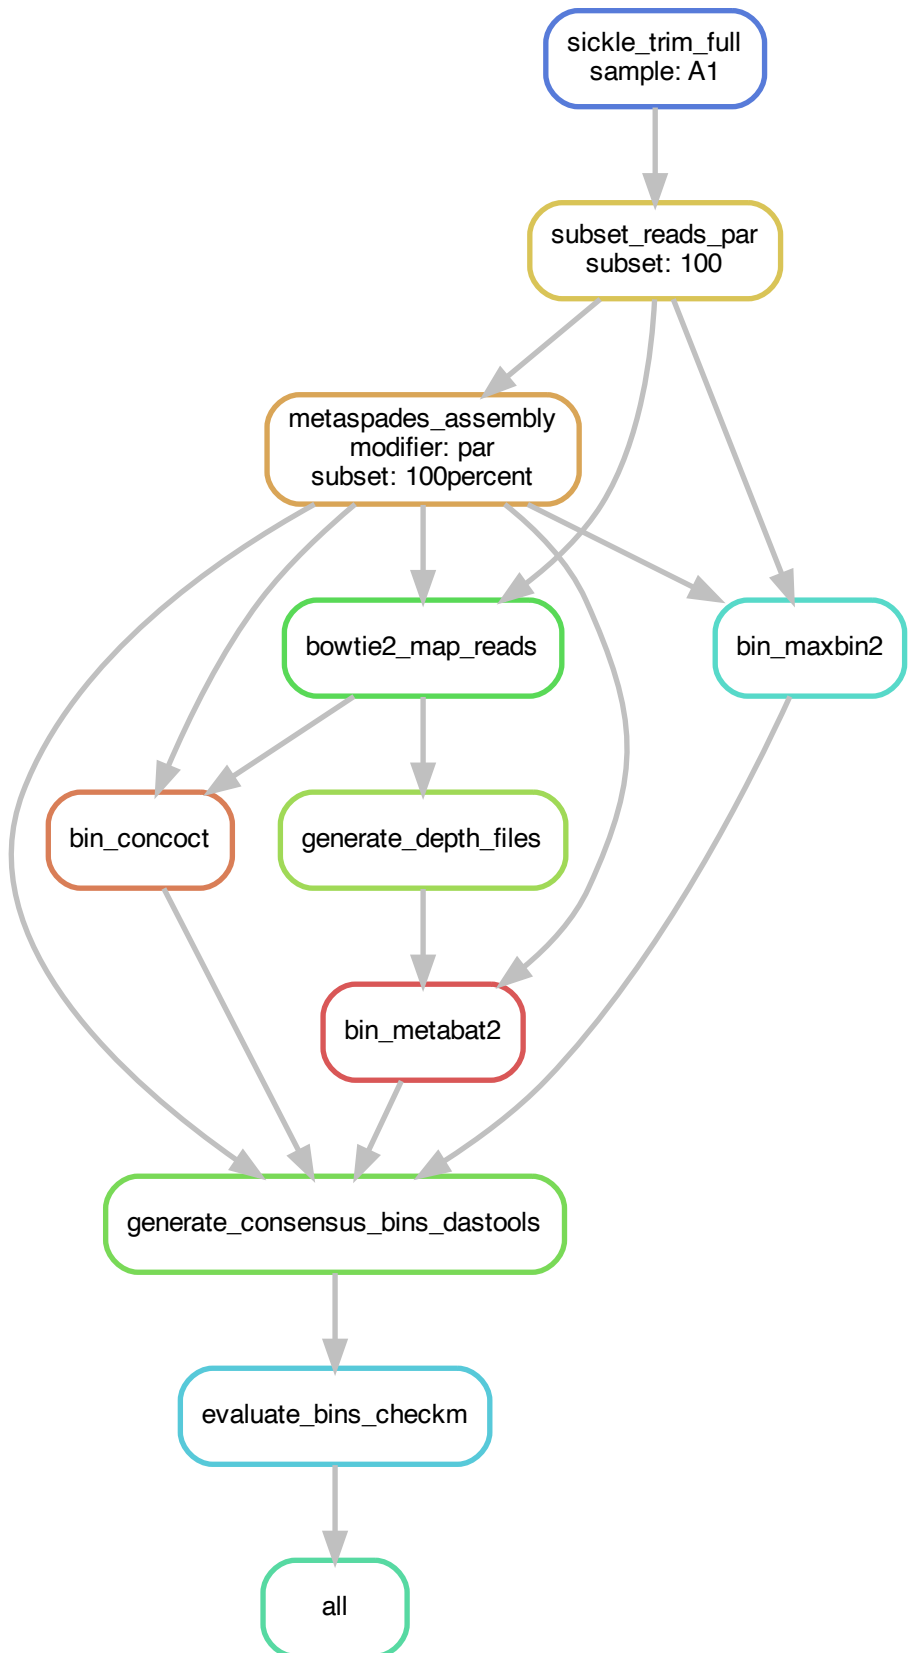 sickle_trim_full
sample: A1
subset_reads_par
subset: 100
metaspades_assembly
modifier: par
subset: 100percent
bowtie2_map_reads
bin_maxbin2
bin_concoct
generate_depth_files
bin_metabat2
generate_consensus_bins_dastools
evaluate_bins_checkm
all